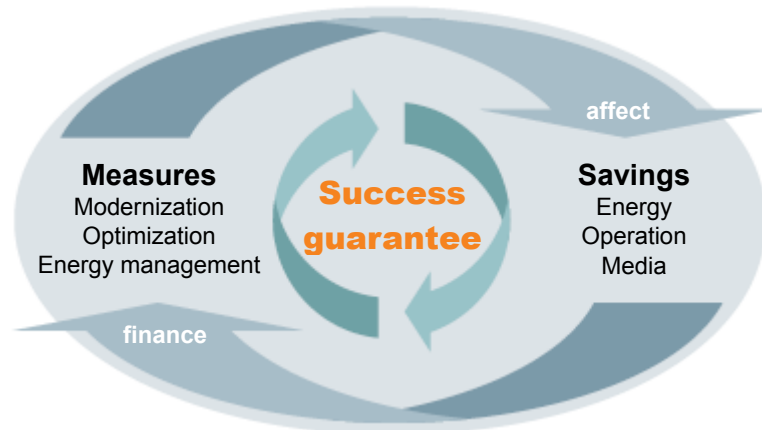 affect
Measures
Modernization
Optimization
Energy management
Success
guarantee
Savings
Energy
Operation
Media
finance